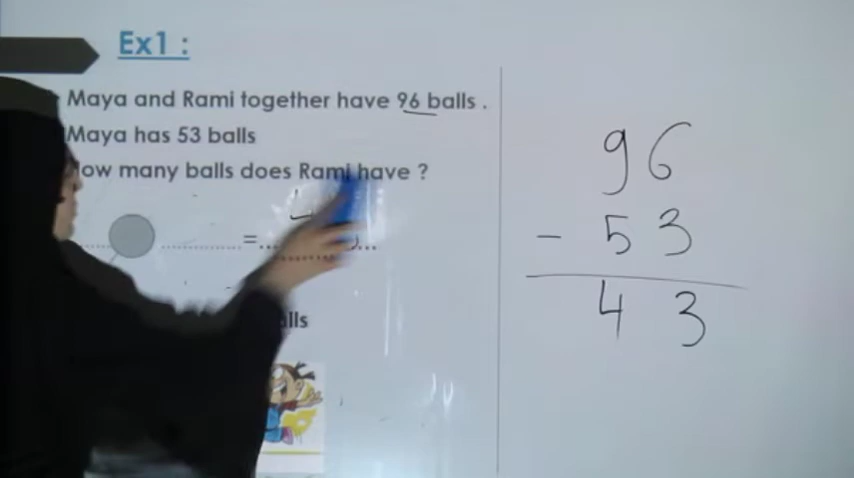 Ex1 :
Maya and Rami together have 96 balls .
Maya has 53 balls
ow many balls does Rami have ?
=
lls
96
- 53
43